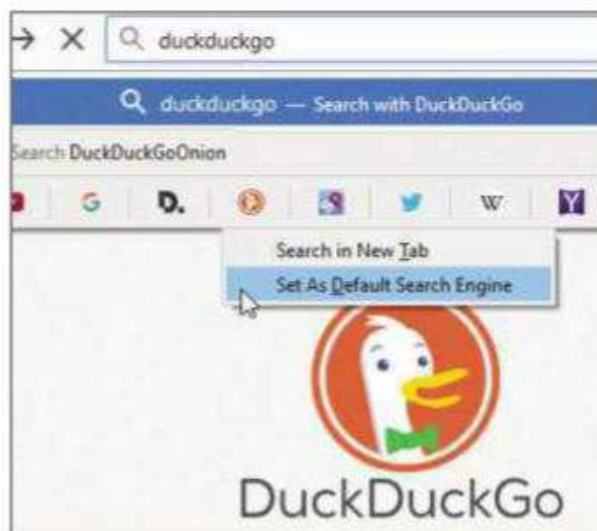 duckduckgo
duckduckgo — Search with DuckDuckGo
Search DuckDuckGoOnion
G D. W Y
Search in New Tab
Set As Default Search Engine
DuckDuckGo